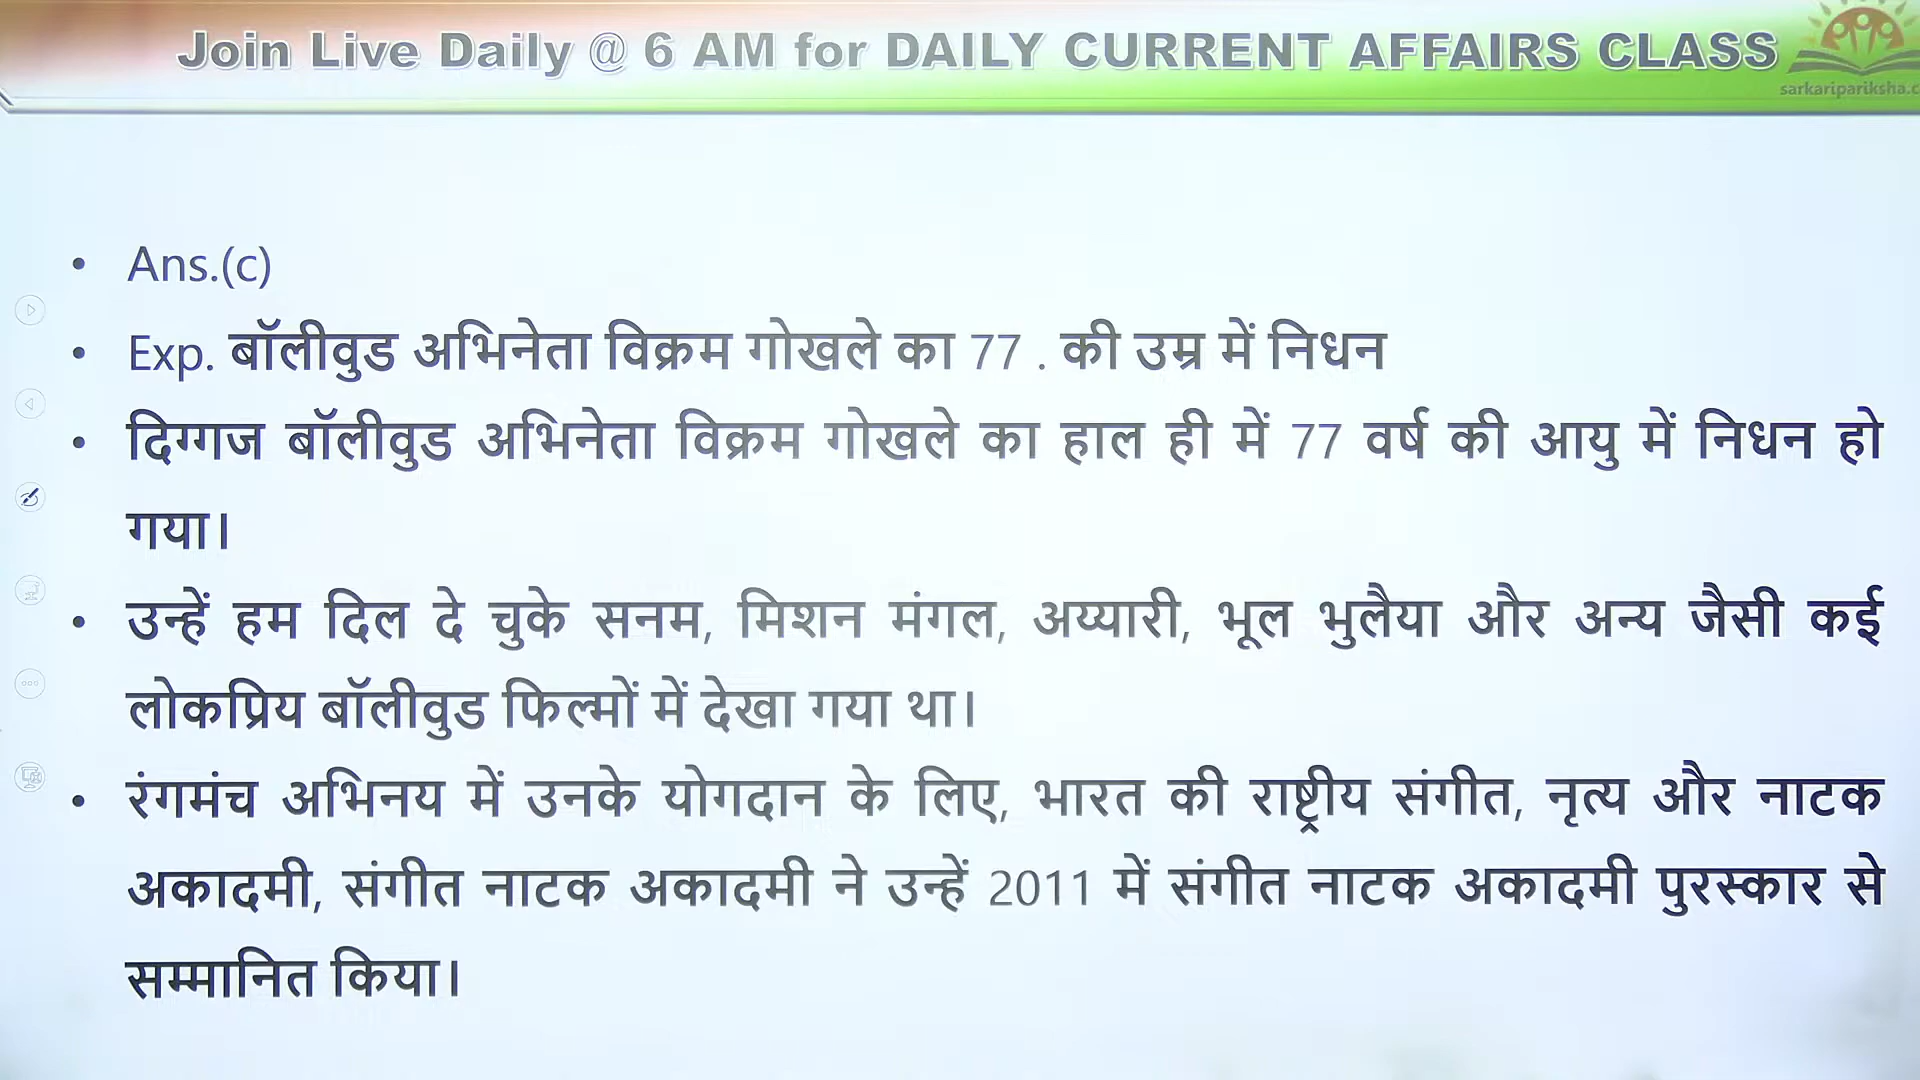 Join Live Daily @ 6 AM for DAILY CURRENT AFFAIRS CLASS
sarkaripariksha.c
• Ans.(c)
• Exp. बॉलीवुड अभिनेता विक्रम गोखले का 77 . की उम्र में निधन
• दिग्गज बॉलीवुड अभिनेता विक्रम गोखले का हाल ही में 77 वर्ष की आयु में निधन हो
गया।
• उन्हें हम दिल दे चुके सनम, मिशन मंगल, अय्यारी, भूल भुलैया और अन्य जैसी कई
लोकप्रिय बॉलीवुड फिल्मों में देखा गया था।
• रंगमंच अभिनय में उनके योगदान के लिए, भारत की राष्ट्रीय संगीत, नृत्य और नाटक
अकादमी, संगीत नाटक अकादमी ने उन्हें 2011 में संगीत नाटक अकादमी पुरस्कार से
सम्मानित किया।